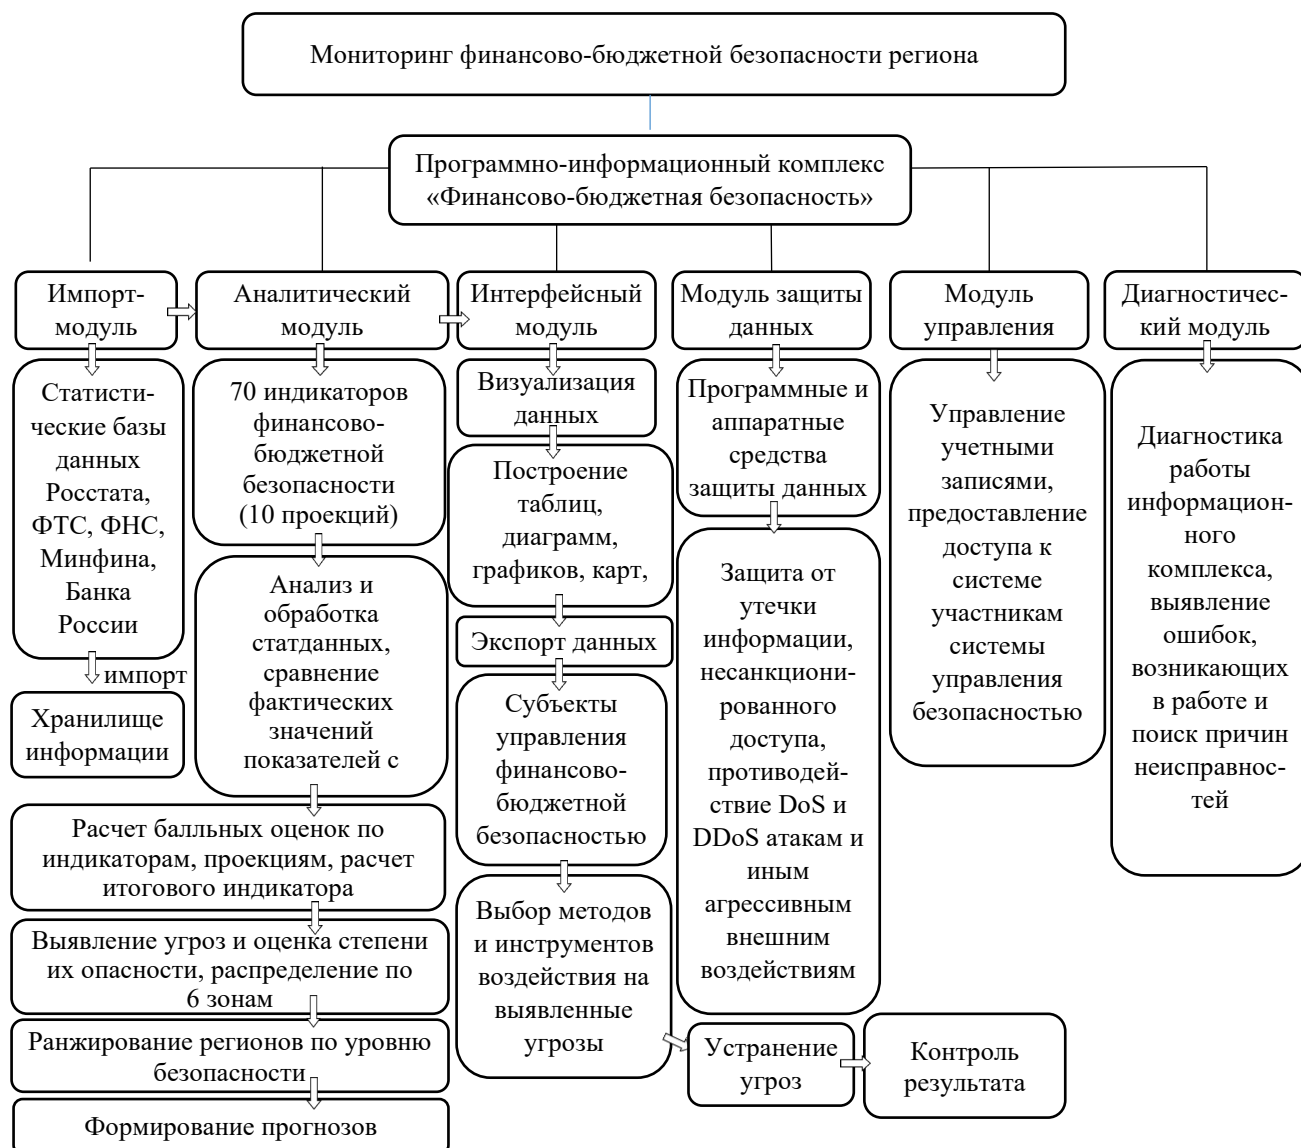 Мониторинг финансово-бюджетной безопасности региона
Программно-информационный комплекс
«Финансово-бюджетная безопасность»
Импорт-
модуль
Аналитический
модуль
Интерфейсный
модуль
Модуль защиты
данных
Модуль
управления
Диагностичес-
ский модуль
Статисти-
ческие базы
данных
Росстата,
ФТС, ФНС,
Минфина,
Банка
России
импорт
Хранилище
информации
70 индикаторов
финансово-
бюджетной
безопасности
(10 проекций)
Анализ и
обработка
статданных,
сравнение
фактических
значений
показателей с
Расчет балльных оценок по
индикаторам, проекциям, расчет
итогового индикатора
Выявление угроз и оценка степени
их опасности, распределение по
6 зонам
Ранжирование регионов по уровню
безопасности
Формирование прогнозов
Визуализация
данных
Построение
таблиц,
диаграмм,
графиков, карт,
Экспорт данных
Субъекты
управления
финансово-
бюджетной
безопасностью
Выбор методов
и инструментов
воздействия на
выявленные
угрозы
Программные и
аппаратные
средства
защиты данных
Защита от
утечки
информации,
несанкциони-
рованного
доступа,
противодей-
ствие DoS и
DDoS атакам и
иным
агрессивным
внешним
воздействиям
Устранение
угроз
Контроль
результата
Управление
учетными
записями,
предоставление
доступа к
системе
участникам
системы
управления
безопасностью
Диагностика
работы
информацион-
ного
комплекса,
выявление
ошибок,
возникающих
в работе и
поиск причин
неисправнос-
тей